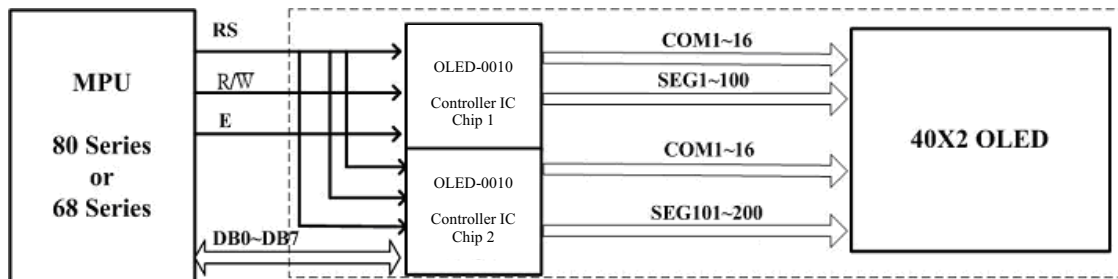 MPU
80 Series
or
68 Series
RS
R/W̅
E
DB0~DB7
OLED-0010
Controller IC
Chip 1
OLED-0010
Controller IC
Chip 2
COM1~16
SEG1~100
COM1~16
SEG101~200
40X2 OLED